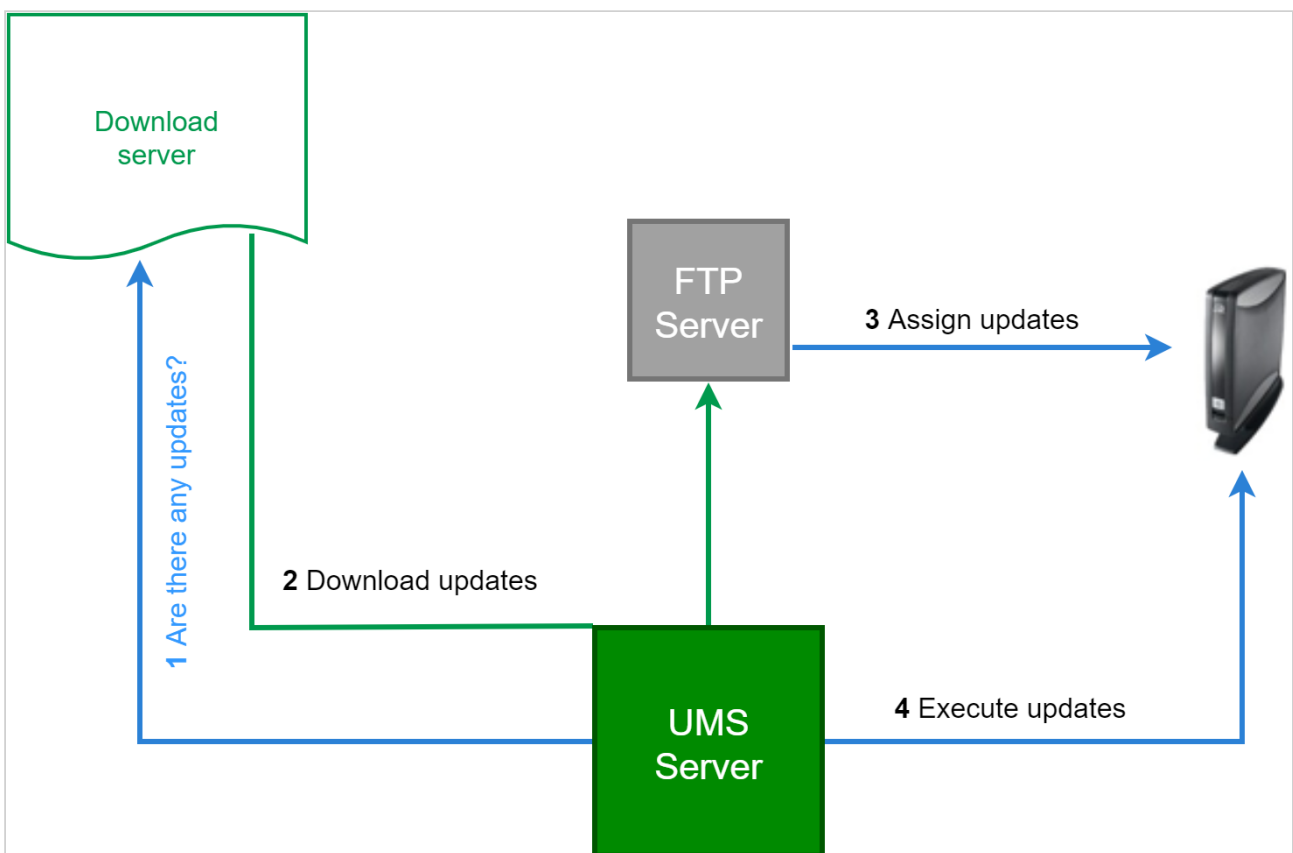 Download
server
FTP
Server
3 Assign updates
1 Are there any updates?
2 Download updates
4 Execute updates
UMS
Server